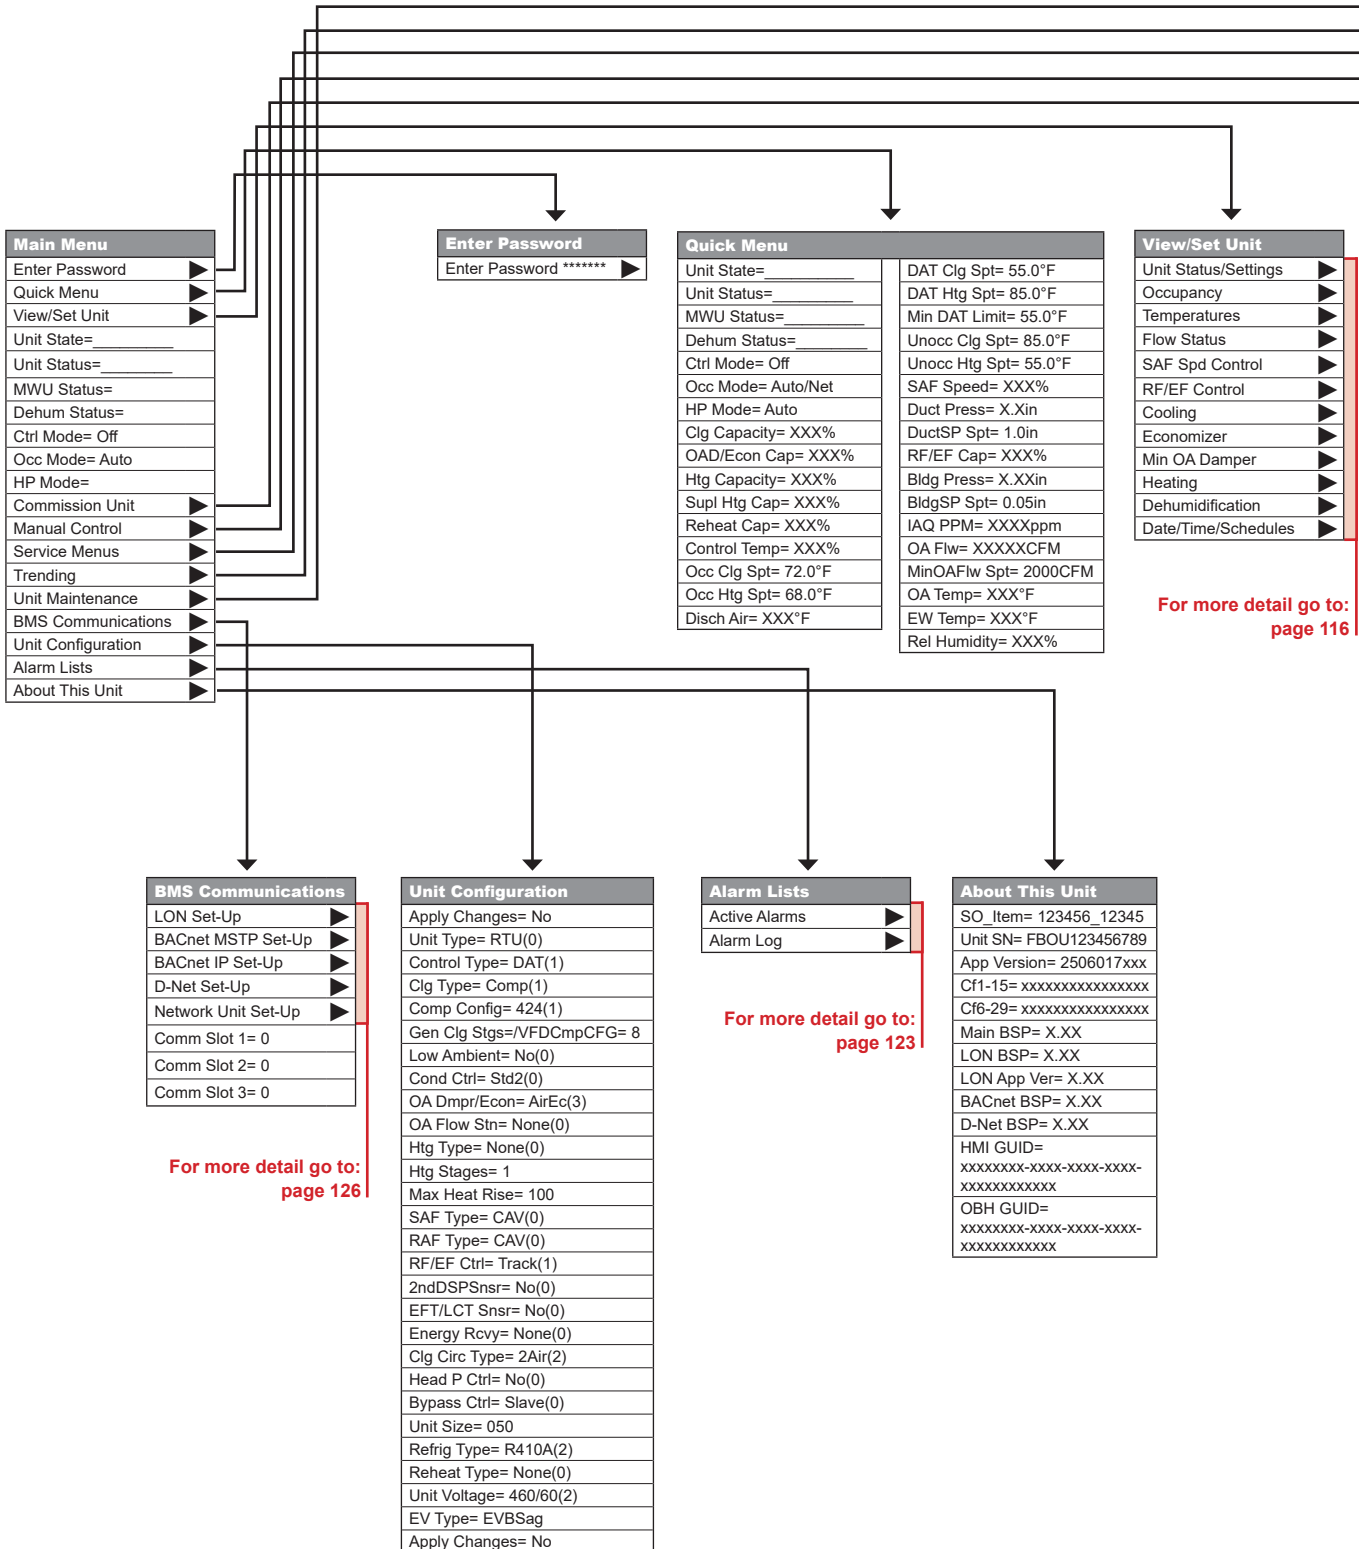 Main Menu
Enter Password
Quick Menu
View/Set Unit
Unit State=__________
Unit Status=_________
MWU Status=
Dehum Status=
Ctrl Mode= Off
Occ Mode= Auto
HP Mode=
Commission Unit
Manual Control
Service Menus
Trending
Unit Maintenance
BMS Communications
Unit Configuration
Alarm Lists
About This Unit
Enter Password
Enter Password *******
Quick Menu
Unit State=___________
Unit Status=__________
MWU Status=__________
Dehum Status=_________
Ctrl Mode= Off
Occ Mode= Auto/Net
HP Mode= Auto
Clg Capacity= XXX%
OAD/Econ Cap= XXX%
Htg Capacity= XXX%
Supl Htg Cap= XXX%
Reheat Cap= XXX%
Control Temp= XXX%
Occ Clg Spt= 72.0°F
Occ Htg Spt= 68.0°F
Disch Air= XXX°F
DAT Clg Spt= 55.0°F
DAT Htg Spt= 85.0°F
Min DAT Limit= 55.0°F
Unocc Clg Spt= 85.0°F
Unocc Htg Spt= 55.0°F
SAF Speed= XXX%
Duct Press= X.Xin
DuctSP Spt= 1.0in
RF/EF Cap= XXX%
Bldg Press= X.XXin
BldgSP Spt= 0.05in
IAQ PPM= XXXXppm
OA Flw= XXXXXCFM
MinOAFlw Spt= 2000CFM
OA Temp= XXX°F
EW Temp= XXX°F
Rel Humidity= XXX%
View/Set Unit
Unit Status/Settings
Occupancy
Temperatures
Flow Status
SAF Spd Control
RF/EF Control
Cooling
Economizer
Min OA Damper
Heating
Dehumidification
Date/Time/Schedules
For more detail go to:
page 116
BMS Communications
LON Set-Up
BACnet MSTP Set-Up
BACnet IP Set-Up
D-Net Set-Up
Network Unit Set-Up
Comm Slot 1= 0
Comm Slot 2= 0
Comm Slot 3= 0
For more detail go to:
page 126
Unit Configuration
Apply Changes= No
Unit Type= RTU(0)
Control Type= DAT(1)
Clg Type= Comp(1)
Comp Config= 424(1)
Gen Clg Stgs=/VFDCmpCFG= 8
Low Ambient= No(0)
Cond Ctrl= Std2(0)
OA Dmpr/Econ= AirEc(3)
OA Flow Stn= None(0)
Htg Type= None(0)
Htg Stages= 1
Max Heat Rise= 100
SAF Type= CAV(0)
RAF Type= CAV(0)
RF/EF Ctrl= Track(1)
2ndDSPSnsr= No(0)
EFT/LCT Snsr= No(0)
Energy Rcvy= None(0)
Clg Circ Type= 2Air(2)
Head P Ctrl= No(0)
Bypass Ctrl= Slave(0)
Unit Size= 050
Refrig Type= R410A(2)
Reheat Type= None(0)
Unit Voltage= 460/60(2)
EV Type= EVBSag
Apply Changes= No
Alarm Lists
Active Alarms
Alarm Log
For more detail go to:
page 123
About This Unit
SO_Item= 123456_12345
Unit SN= FBOU123456789
App Version= 2506017xxx
Cf1-15= xxxxxxxxxxxxxxxx
Cf6-29= xxxxxxxxxxxxxxxx
Main BSP= X.XX
LON BSP= X.XX
LON App Ver= X.XX
BACnet BSP= X.XX
D-Net BSP= X.XX
HMI GUID=
xxxxxxxx-xxxx-xxxx-xxxx-
xxxxxxxxxxxx
OBH GUID=
xxxxxxxx-xxxx-xxxx-xxxx-
xxxxxxxxxxxx